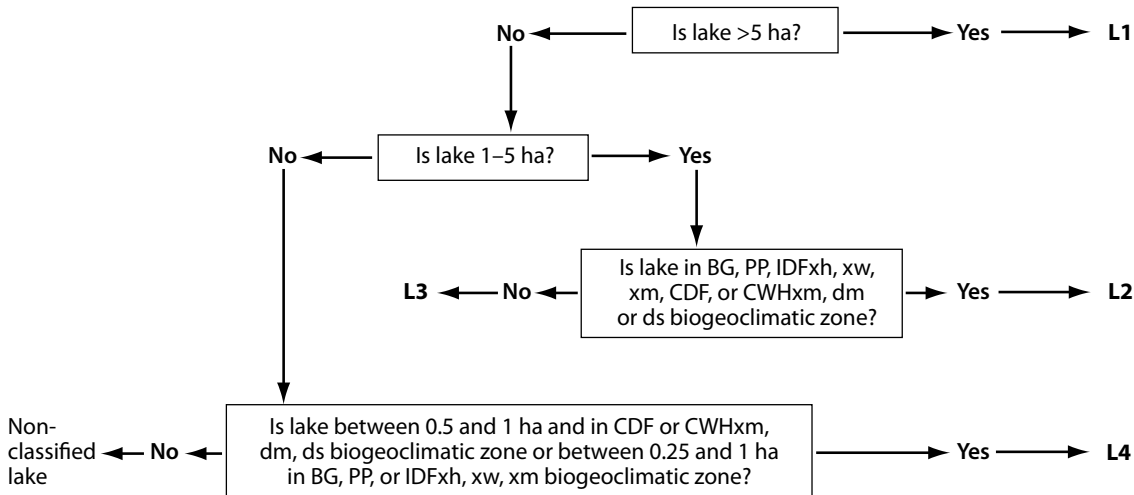 No
Is lake >5 ha?
Yes
L1
No
Is lake 1–5 ha?
Yes
L3
No
Is lake in BG, PP, IDFxh, xw,
xm, CDF, or CWHxm, dm
or ds biogeoclimatic zone?
Yes
L2
Non-
classified
lake
No
Is lake between 0.5 and 1 ha and in CDF or CWHxm,
dm, ds biogeoclimatic zone or between 0.25 and 1 ha
in BG, PP, or IDFxh, xw, xm biogeoclimatic zone?
Yes
L4